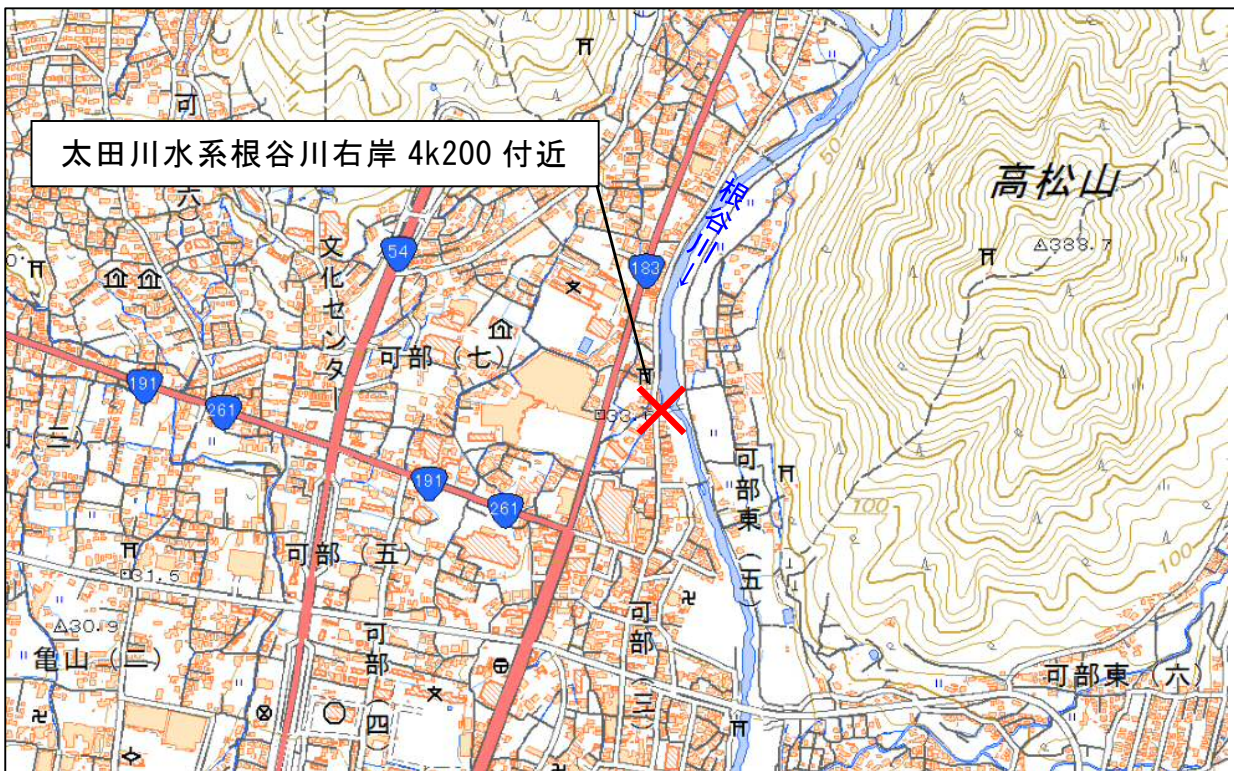 太田川水系根谷川右岸 4k200 付近
可
六
根谷川→
高松山
388.7
50
54
183
文化センタ
可部（七）
191
261
33.
191
261
可部東（五）
100
100
可部（五）
31.5
30.9
亀山（二）
可部（四）
可部（三）
可部東（六）
（三）